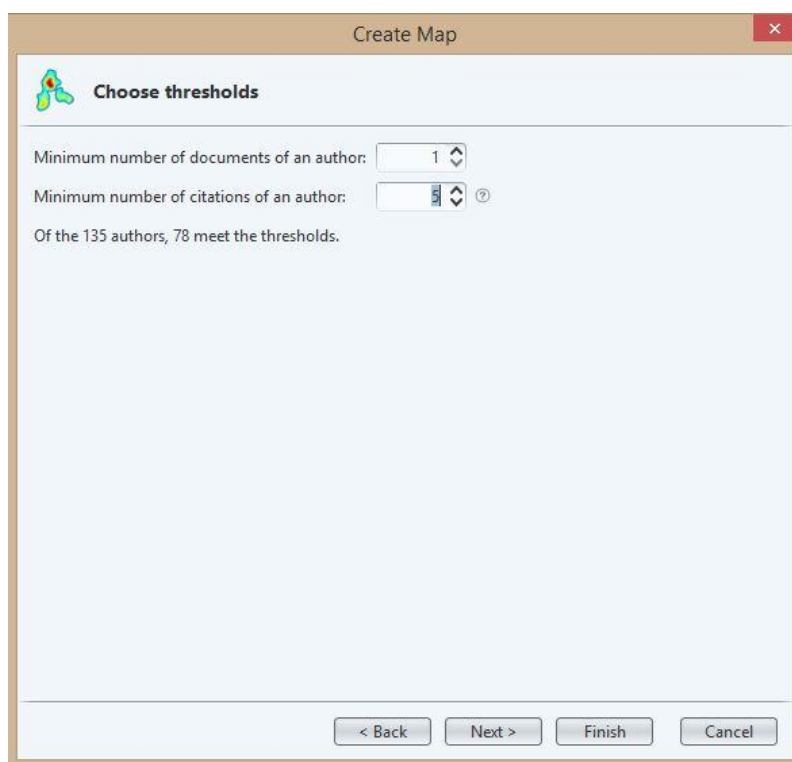 Create Map
Choose thresholds
Minimum number of documents of an author: 1
Minimum number of citations of an author: 5
Of the 135 authors, 78 meet the thresholds.
< Back Next > Finish Cancel